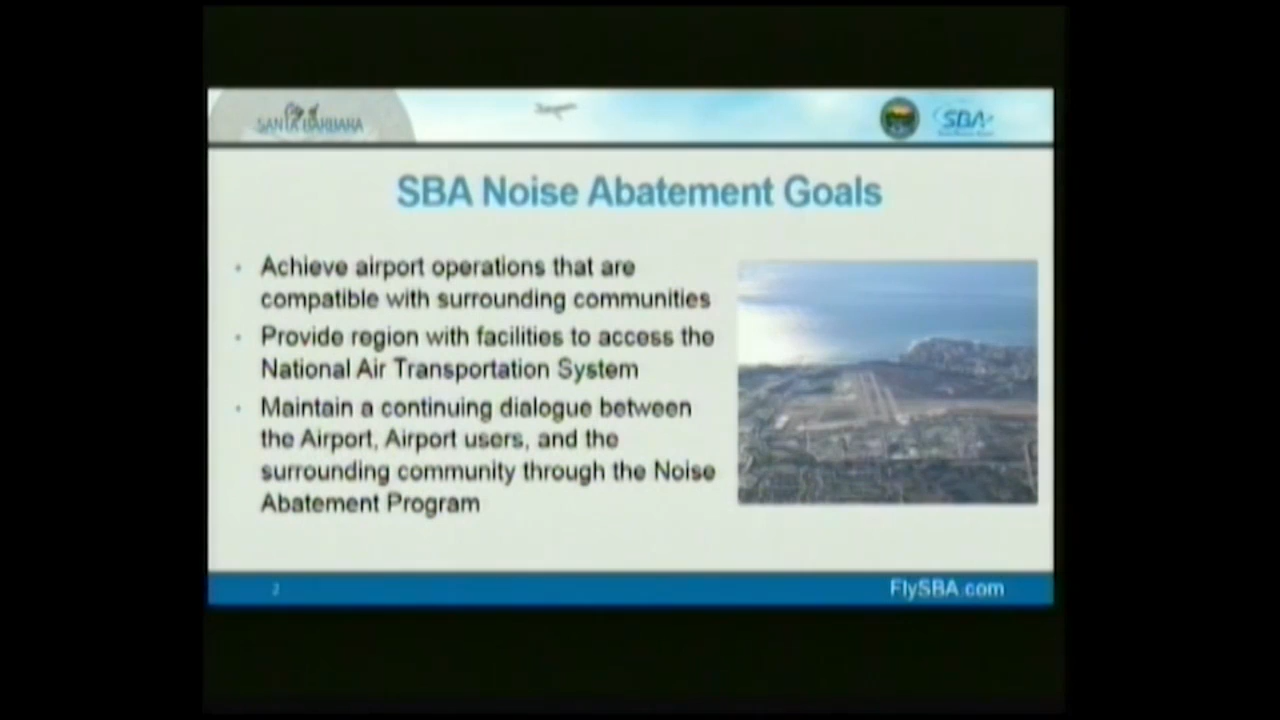 City of
SANTA BARBARA
SBA
SBA Noise Abatement Goals
Achieve airport operations that are
compatible with surrounding communities
Provide region with facilities to access the
National Air Transportation System
Maintain a continuing dialogue between
the Airport, Airport users, and the
surrounding community through the Noise
Abatement Program
2
FlySBA.com